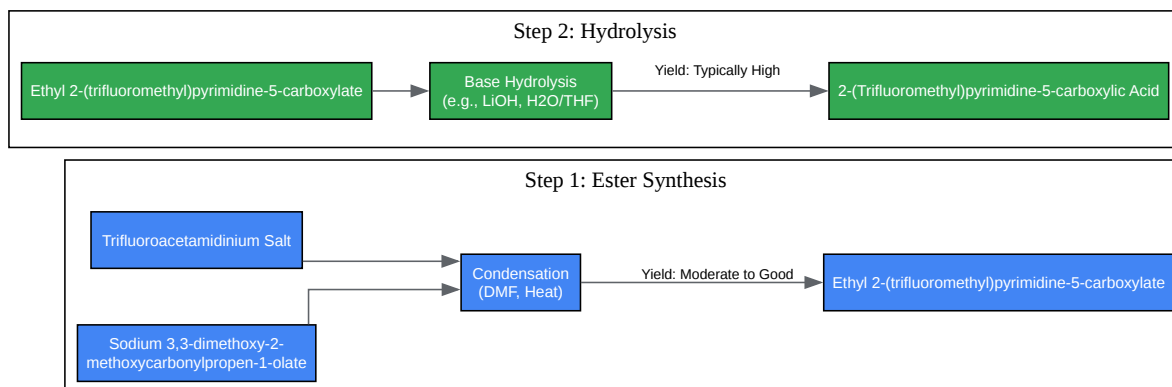 Step 2: Hydrolysis
Ethyl 2-(trifluoromethyl)pyrimidine-5-carboxylate
Base Hydrolysis
(e.g., LiOH, H2O/THF)
Yield: Typically High
2-(Trifluoromethyl)pyrimidine-5-carboxylic Acid
Step 1: Ester Synthesis
Trifluoroacetamidinium Salt
Sodium 3,3-dimethoxy-2-
methoxycarbonylpropen-1-olate
Condensation
(DMF, Heat)
Yield: Moderate to Good
Ethyl 2-(trifluoromethyl)pyrimidine-5-carboxylate